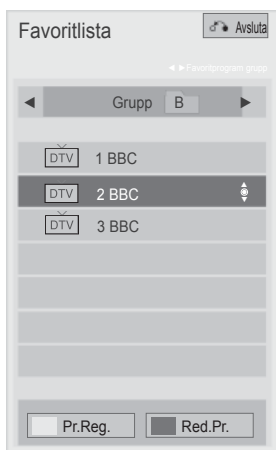 Favoritlista
Avsluta
◄ ►Favoritprogram grupp
◄ Grupp B ►
DTV 1 BBC
DTV 2 BBC
DTV 3 BBC
Pr.Reg. Red.Pr.